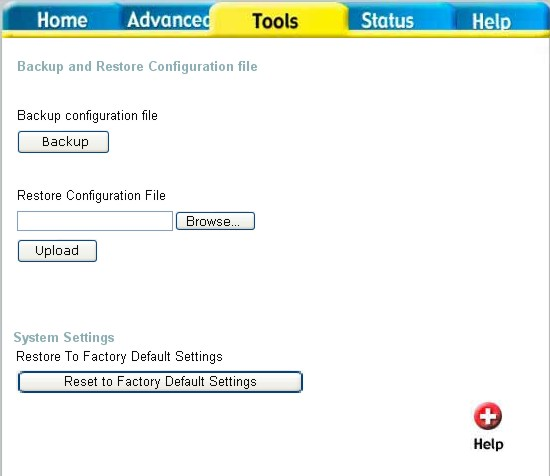 Home Advanced Tools Status Help
Backup and Restore Configuration file
Backup configuration file
Backup
Restore Configuration File
Browse...
Upload
System Settings
Restore To Factory Default Settings
Reset to Factory Default Settings
Help